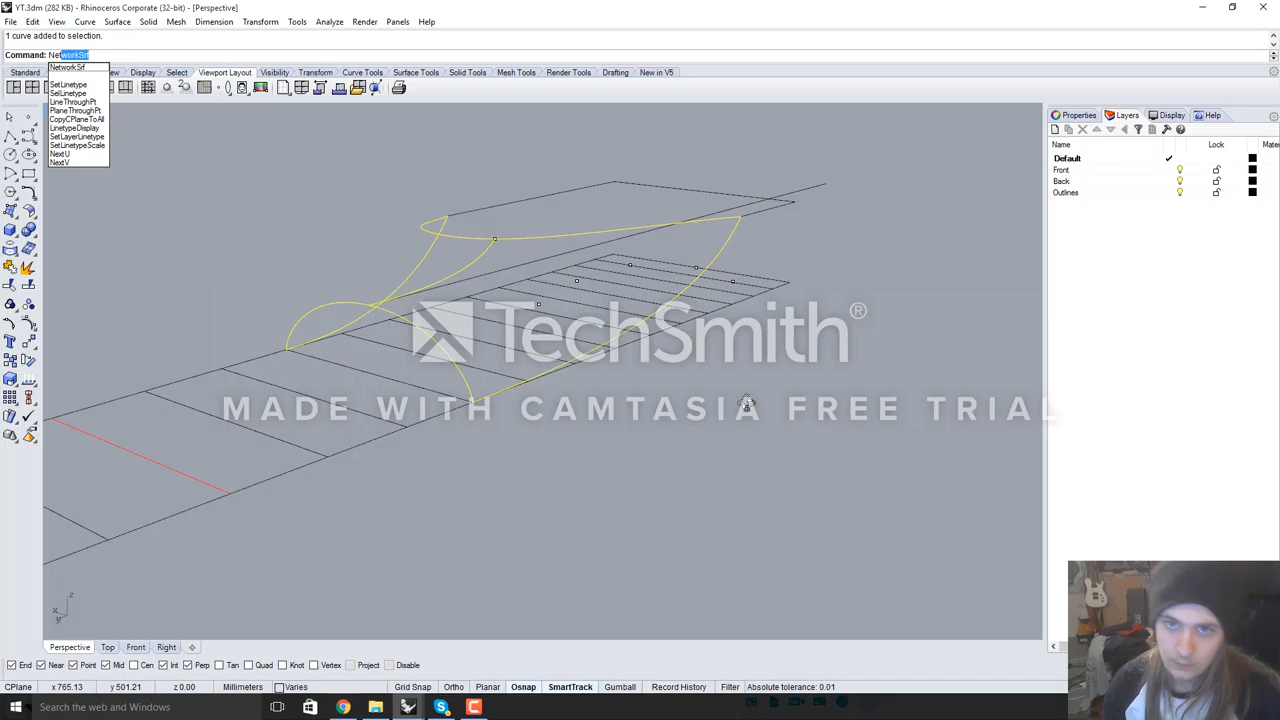 YT.3dm (282 KB) - Rhinoceros Corporate (32-bit) - [Perspective]
File Edit View Curve Surface Solid Mesh Dimension Transform Tools Analyze Render Panels Help
1 curve added to selection.
Command: NetworkSrf
NetworkSrf
SetLinetype
SelLinetype
LineThroughPt
PlaneThroughPt
CopyCPlaneToAll
LinetypeDisplay
SetLayerLinetype
SetLinetypeScale
NextU
NextV
Standard Display Select Viewport Layout Visibility Transform Curve Tools Surface Tools Solid Tools Mesh Tools Render Tools Drafting New in V5
Properties Layers Display Help
Name Lock Mater
Default
Front
Back
Outlines
TechSmith®
MADE WITH CAMTASIA FREE TRIAL
z
x
y
Perspective Top Front Right
End Near Point Mid Cen Int Perp Tan Quad Knot Vertex Project Disable
CPlane x 765.13 y 501.21 z 0.00 Millimeters Varies Grid Snap Ortho Planar Osnap SmartTrack Gumball Record History Filter Absolute tolerance: 0.01
Search the web and Windows